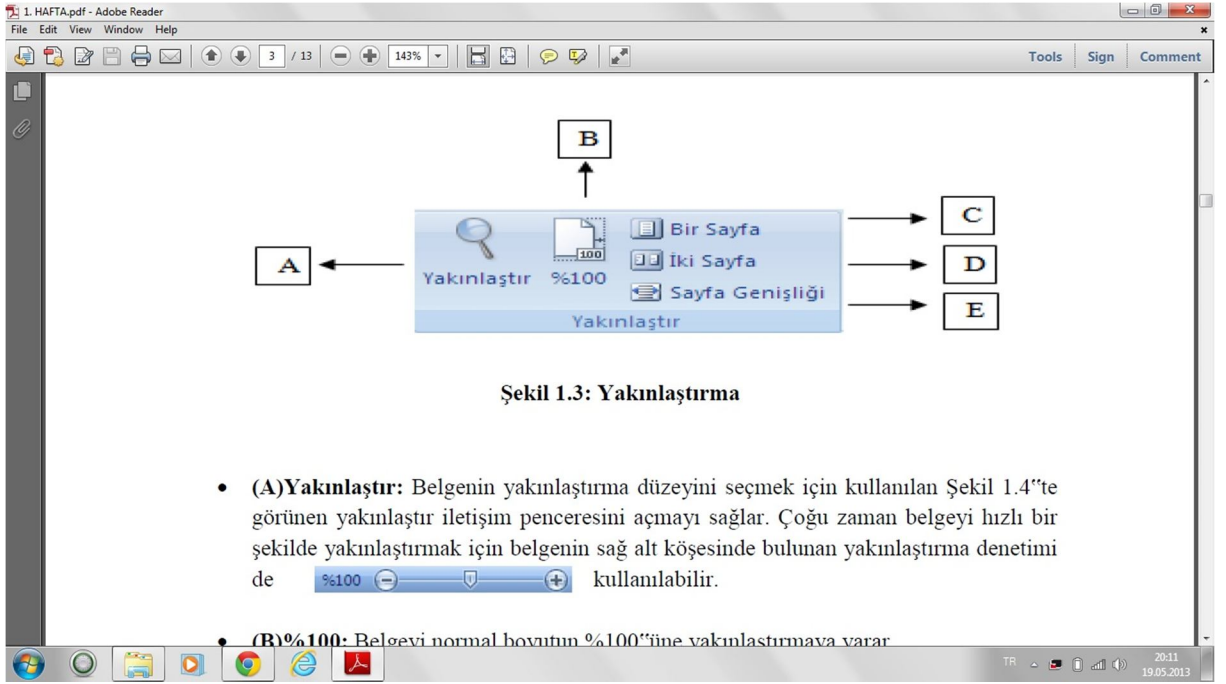 1. HAFTA.pdf - Adobe Reader
File Edit View Window Help
3 / 13 143% Tools Sign Comment
B
C
A
D
E
Yakınlaştır
%100
100
Bir Sayfa
İki Sayfa
Sayfa Genişliği
Yakınlaştır
Şekil 1.3: Yakınlaştırma
• (A)Yakınlaştır: Belgenin yakınlaştırma düzeyini seçmek için kullanılan Şekil 1.4‟te
görünen yakınlaştır iletişim penceresini açmayı sağlar. Çoğu zaman belgeyi hızlı bir
şekilde yakınlaştırmak için belgenin sağ alt köşesinde bulunan yakınlaştırma denetimi
de %100 kullanılabilir.
• (B)%100: Belgeyi normal boyutun %100‟üne yakınlaştırmaya yarar
TR 20:11
19.05.2013